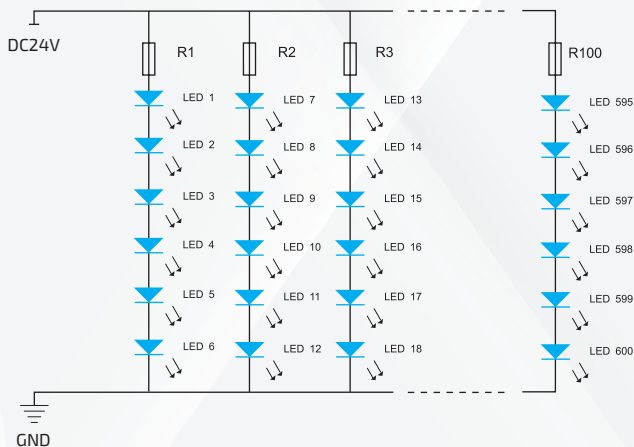 DC24V
R1
R2
R3
R100
LED 1
LED 7
LED 13
LED 595
LED 2
LED 8
LED 14
LED 596
LED 3
LED 9
LED 15
LED 597
LED 4
LED 10
LED 16
LED 598
LED 5
LED 11
LED 17
LED 599
LED 6
LED 12
LED 18
LED 600
GND